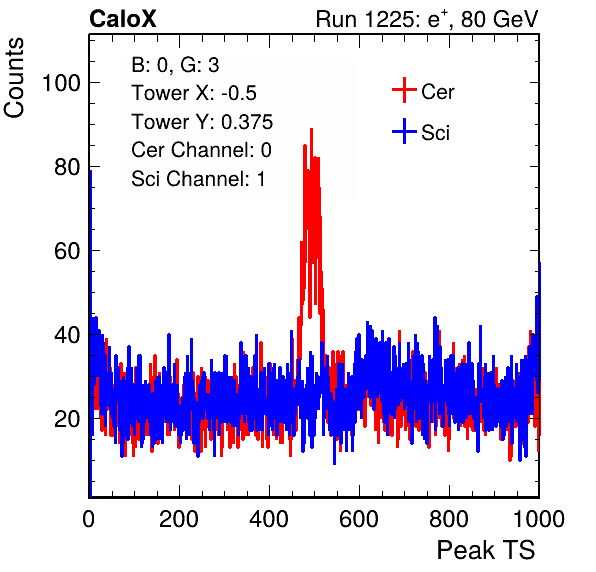 CaloX
Run 1225: e+, 80 GeV
Counts
B: 0, G: 3
Tower X: -0.5
Tower Y: 0.375
Cer Channel: 0
Sci Channel: 1
Cer
Sci
100
80
60
40
20
0 200 400 600 800 1000
Peak TS